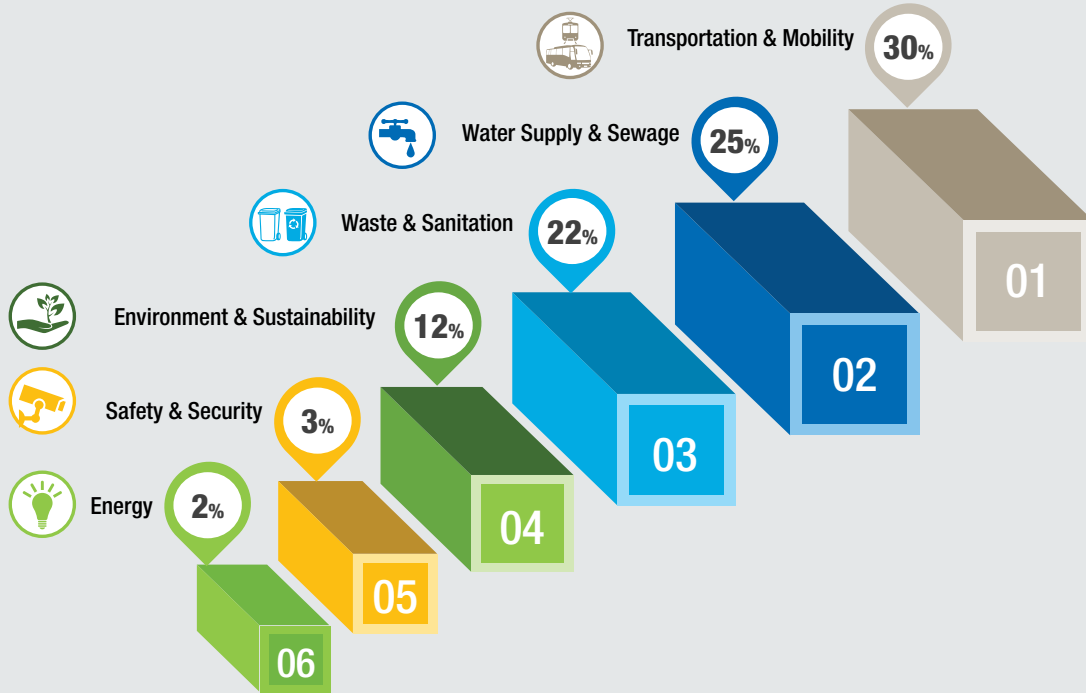 Transportation & Mobility
30%
01
Water Supply & Sewage
25%
02
Waste & Sanitation
22%
03
Environment & Sustainability
12%
04
Safety & Security
3%
05
Energy
2%
06